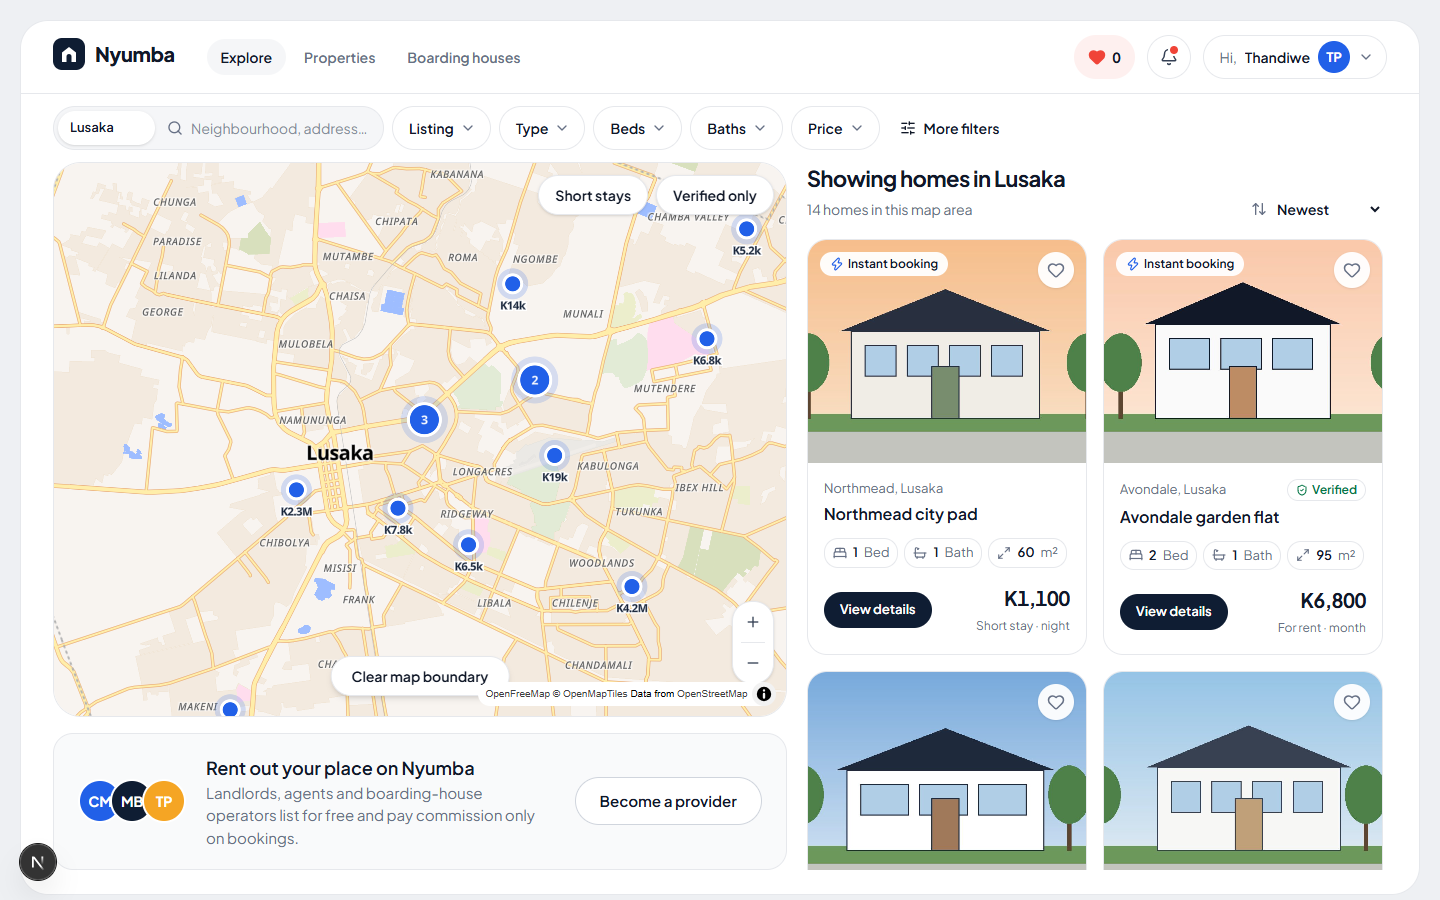 Nyumba
Explore
Properties
Boarding houses
0
Hi, Thandiwe
TP
Lusaka
Neighbourhood, address...
Listing
Type
Beds
Baths
Price
More filters
Short stays
Verified only
KABANANA
CHUNGA
CHIPATA
CHAMBA VALLEY
C
PARADISE
MUTAMBE
ROMA
NGOMBE
K5.2k
LILANDA
CHAISA
K14k
GEORGE
MUNALI
MULOBELA
K6.8k
2
MUTENDERE
NAMUNUNGA
3
Lusaka
LONGACRES
KABULONGA
K19k
IBEX HILL
K2.3M
RIDGEWAY
TUKUNKA
K7.8k
CHIBOLYA
MISISI
K6.5k
WOODLANDS
FRANK
LIBALA
CHILENJE
K4.2M
+
−
CHA
CHANDAMALI
Clear map boundary
OpenFreeMap © OpenMapTiles Data from OpenStreetMap
MAKENI
Rent out your place on Nyumba
CM
MB
TP
Landlords, agents and boarding-house
operators list for free and pay commission only
on bookings.
Become a provider
N
Showing homes in Lusaka
14 homes in this map area
Newest
Instant booking
Northmead, Lusaka
Northmead city pad
1 Bed
1 Bath
60 m²
View details
K1,100
Short stay · night
Instant booking
Avondale, Lusaka
Verified
Avondale garden flat
2 Bed
1 Bath
95 m²
View details
K6,800
For rent · month